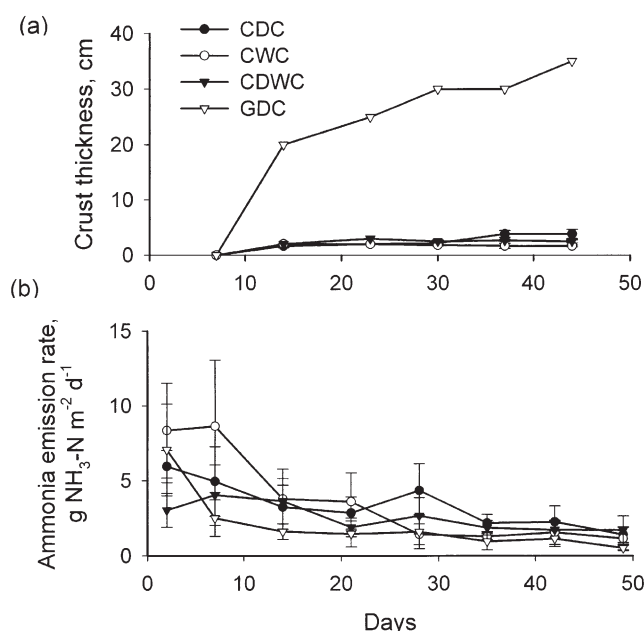 (a)
CDC
CWC
CDWC
GDC
Crust thickness, cm
40
30
20
10
0
0 10 20 30 40 50
(b)
Ammonia emission rate,
g NH₃-N m⁻² d⁻¹
15
10
5
0
0 10 20 30 40 50
Days